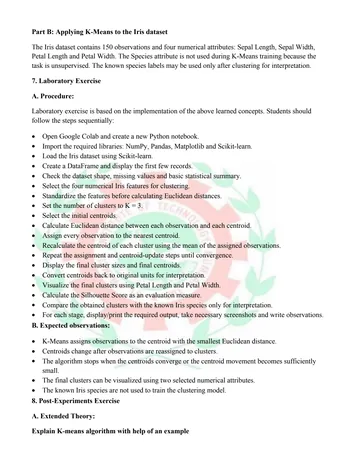 Part B: Applying K-Means to the Iris dataset
The Iris dataset contains 150 observations and four numerical attributes: Sepal Length, Sepal Width,
Petal Length and Petal Width. The Species attribute is not used during K-Means training because the
task is unsupervised. The known species labels may be used only after clustering for interpretation.
7. Laboratory Exercise
A. Procedure:
Laboratory exercise is based on the implementation of the above learned concepts. Students should
follow the steps sequentially:
• Open Google Colab and create a new Python notebook.
• Import the required libraries: NumPy, Pandas, Matplotlib and Scikit-learn.
• Load the Iris dataset using Scikit-learn.
• Create a DataFrame and display the first few records.
• Check the dataset shape, missing values and basic statistical summary.
• Select the four numerical Iris features for clustering.
• Standardize the features before calculating Euclidean distances.
• Set the number of clusters to K = 3.
• Select the initial centroids.
• Calculate Euclidean distance between each observation and each centroid.
• Assign every observation to the nearest centroid.
• Recalculate the centroid of each cluster using the mean of the assigned observations.
• Repeat the assignment and centroid-update steps until convergence.
• Display the final cluster sizes and final centroids.
• Convert centroids back to original units for interpretation.
• Visualize the final clusters using Petal Length and Petal Width.
• Calculate the Silhouette Score as an evaluation measure.
• Compare the obtained clusters with the known Iris species only for interpretation.
• For each stage, display/print the required output, take necessary screenshots and write observations.
B. Expected observations:
• K-Means assigns observations to the centroid with the smallest Euclidean distance.
• Centroids change after observations are reassigned to clusters.
• The algorithm stops when the centroids converge or the centroid movement becomes sufficiently
small.
• The final clusters can be visualized using two selected numerical attributes.
• The known Iris species are not used to train the clustering model.
8. Post-Experiments Exercise
A. Extended Theory:
Explain K-means algorithm with help of an example